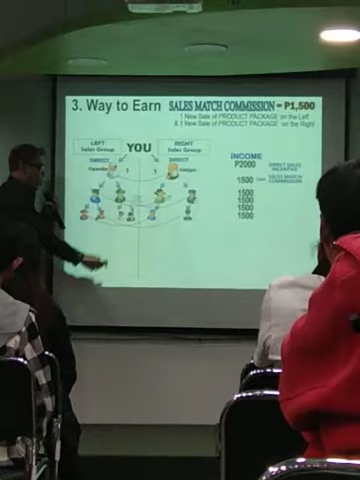 3. Way to Earn SALES MATCH COMMISSION = P1,500
1 New Sale of PRODUCT PACKAGE on the Left
& 1 New Sale of PRODUCT PACKAGE on the Right
LEFT
Sales Group
YOU
RIGHT
Sales Group
DIRECT
DIRECT
1
1
INCOME
P2000
DIRECT SALES
INCENTIVE
1500
SALES MATCH
COMMISSION
1500
1500
1500
1500